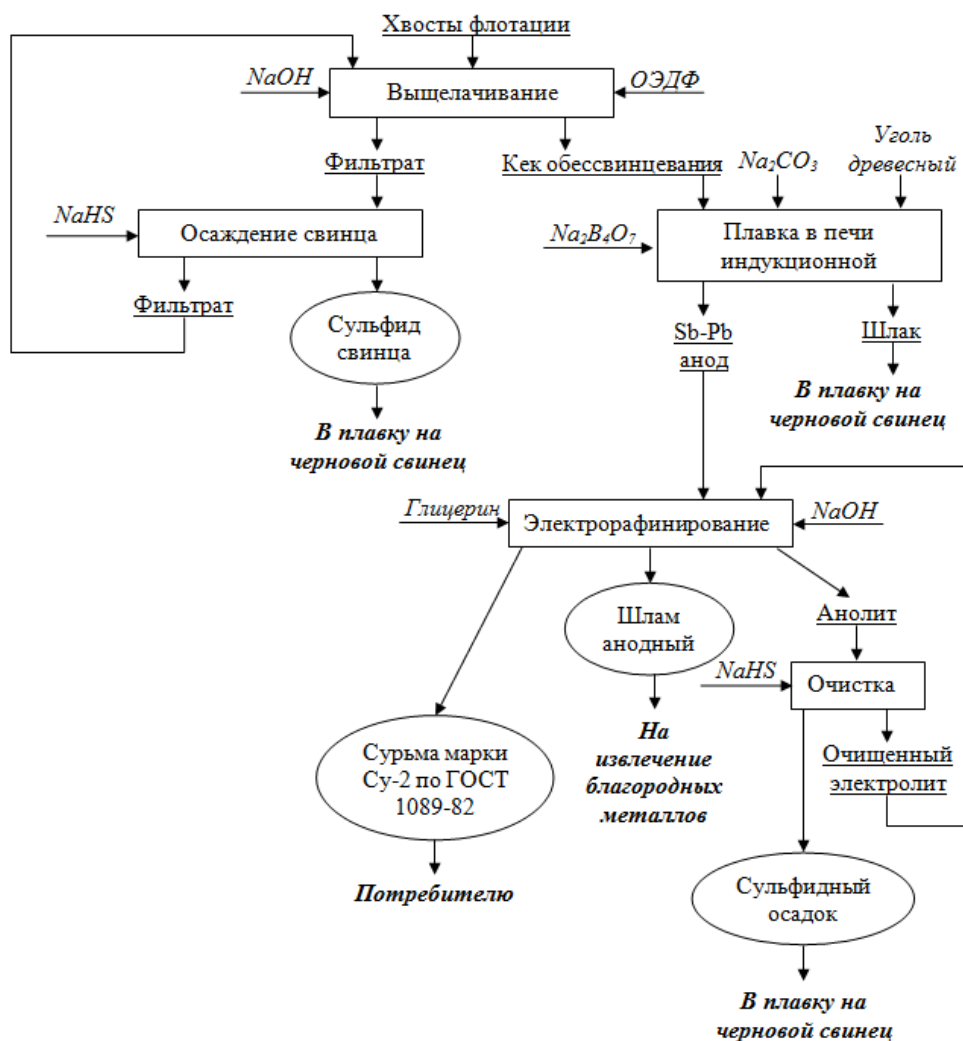 Хвосты флотации
NaOH
ОЭДФ
Выщелачивание
Фильтрат
Кек обессвинцевания
Na₂CO₃
Уголь
древесный
NaHS
Осаждение свинца
Na₂B₄O₇
Плавка в печи
индукционной
Фильтрат
Сульфид
свинца
Sb-Pb
анод
Шлак
В плавку на
черновой свинец
В плавку на
черновой свинец
Глицерин
Электрорафинирование
NaOH
Шлам
анодный
Анолит
NaHS
Очистка
Сурьма марки
Су-2 по ГОСТ
1089-82
На
извлечение
благородных
металлов
Очищенный
электролит
Потребителю
Сульфидный
осадок
В плавку на
черновой свинец